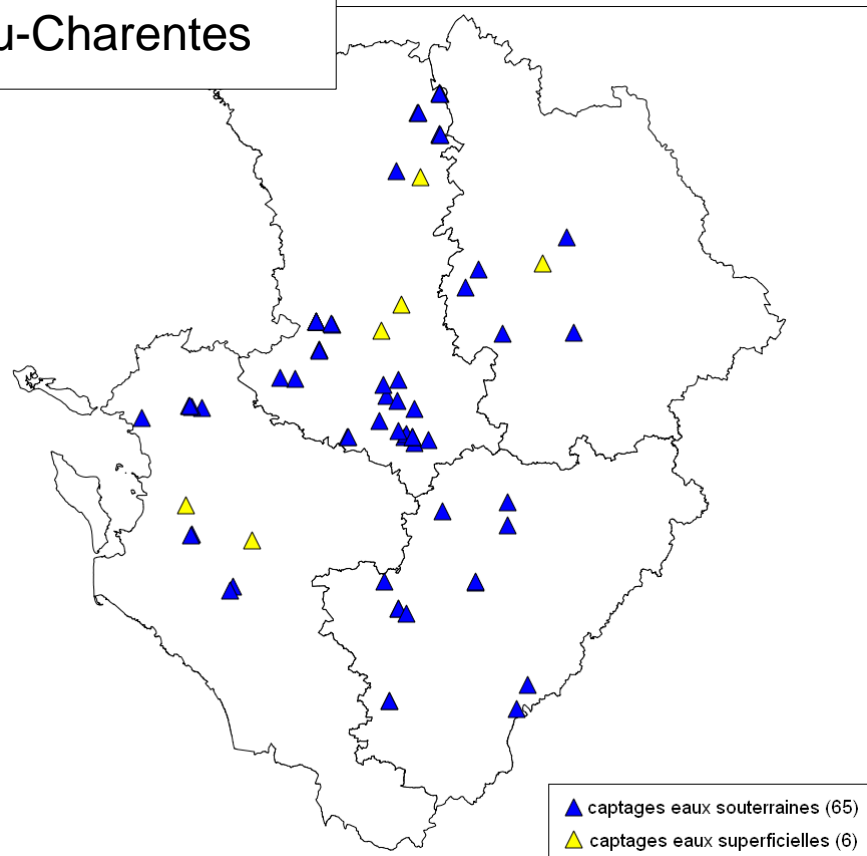 u-Charentes
captages eaux souterraines (65)
captages eaux superficielles (6)